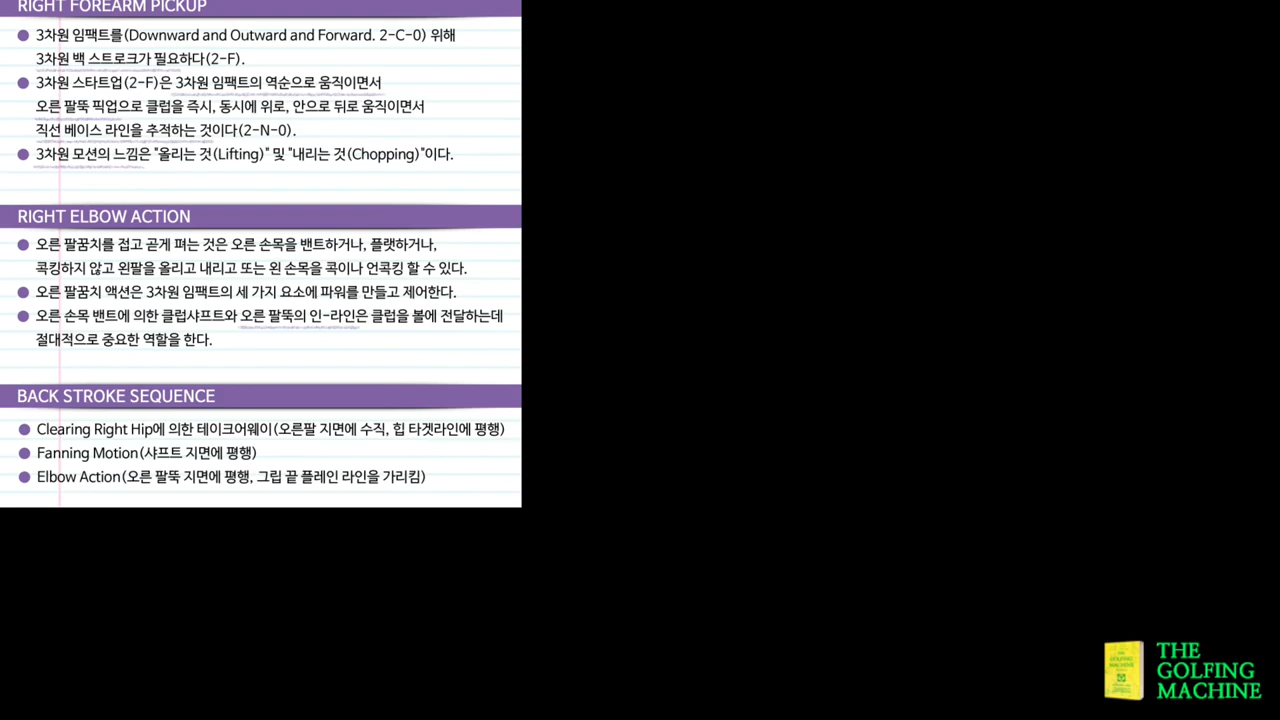 RIGHT FOREARM PICKUP
● 3차원 임팩트를(Downward and Outward and Forward. 2-C-0) 위해
3차원 백 스트로크가 필요하다(2-F).
● 3차원 스타트업(2-F)은 3차원 임팩트의 역순으로 움직이면서
오른 팔뚝 픽업으로 클럽을 즉시, 동시에 위로, 안으로 뒤로 움직이면서
직선 베이스 라인을 추적하는 것이다(2-N-0).
● 3차원 모션의 느낌은 "올리는 것(Lifting)" 및 "내리는 것(Chopping)"이다.
RIGHT ELBOW ACTION
● 오른 팔꿈치를 접고 곧게 펴는 것은 오른 손목을 밴트하거나, 플랫하거나,
콕킹하지 않고 왼팔을 올리고 내리고 또는 왼 손목을 콕이나 언콕킹 할 수 있다.
● 오른 팔꿈치 액션은 3차원 임팩트의 세 가지 요소에 파워를 만들고 제어한다.
● 오른 손목 밴트에 의한 클럽샤프트와 오른 팔뚝의 인-라인은 클럽을 볼에 전달하는데
절대적으로 중요한 역할을 한다.
BACK STROKE SEQUENCE
● Clearing Right Hip에 의한 테이크어웨이(오른팔 지면에 수직, 힙 타겟라인에 평행)
● Fanning Motion(샤프트 지면에 평행)
● Elbow Action(오른 팔뚝 지면에 평행, 그립 끝 플레인 라인을 가리킴)
THE
GOLFING
MACHINE